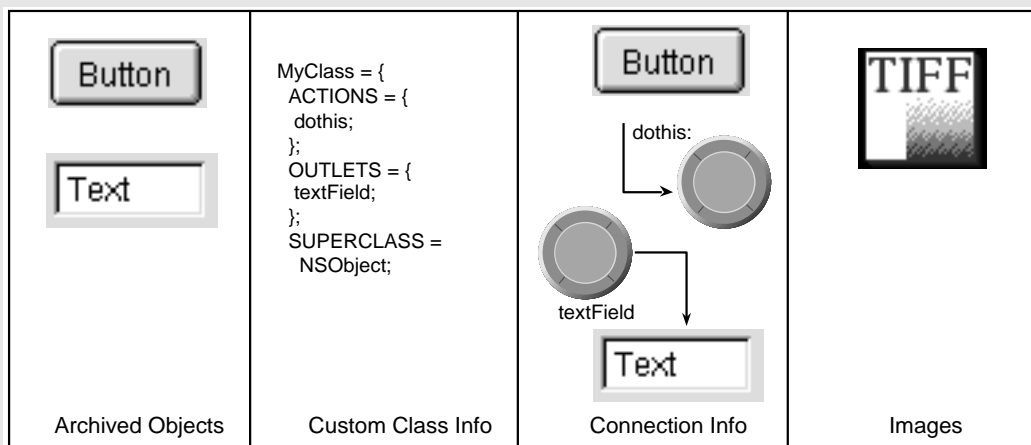 Button
Text
Archived Objects
MyClass = {
ACTIONS = {
dothis;
};
OUTLETS = {
textField;
};
SUPERCLASS =
NSObject;
Custom Class Info
Button
dothis:
textField
Text
Connection Info
TIFF
Images